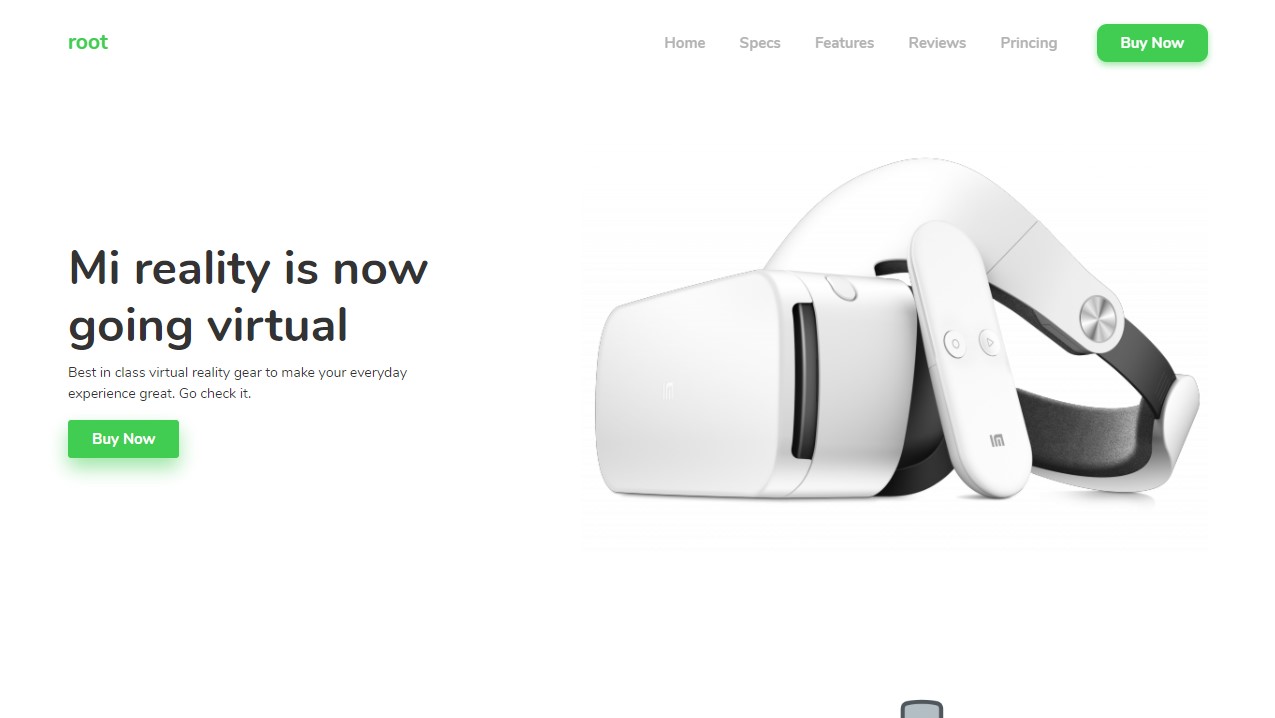 root
Home Specs Features Reviews Princing Buy Now
Mi reality is now
going virtual
Best in class virtual reality gear to make your everyday
experience great. Go check it.
Buy Now